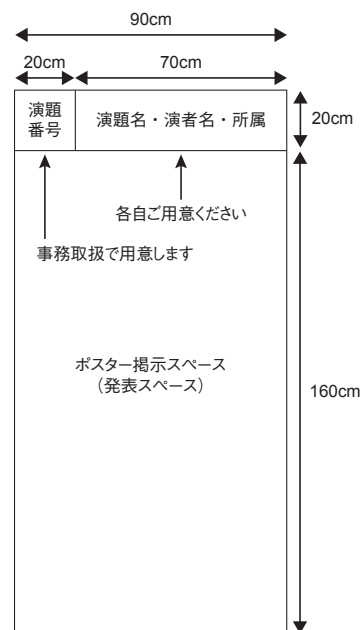 90cm
20cm
70cm
演題
番号
演題名・演者名・所属
20cm
各自ご用意ください
事務取扱で用意します
ポスター掲示スペース
（発表スペース）
160cm